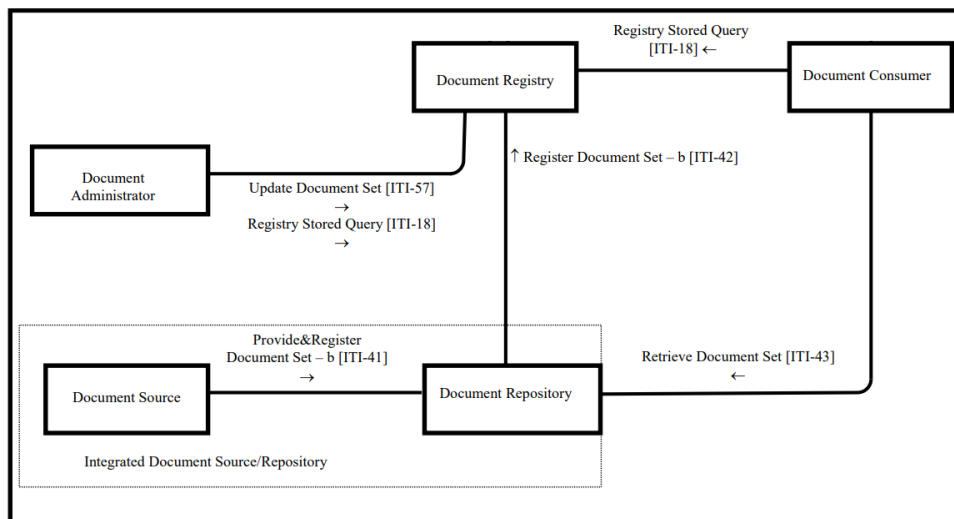 Registry Stored Query
[ITI-18] ←
Document Registry
Document Consumer
↑ Register Document Set – b [ITI-42]
Document
Administrator
Update Document Set [ITI-57]
→
Registry Stored Query [ITI-18]
→
Provide&Register
Document Set – b [ITI-41]
→
Retrieve Document Set [ITI-43]
←
Document Source
Document Repository
Integrated Document Source/Repository